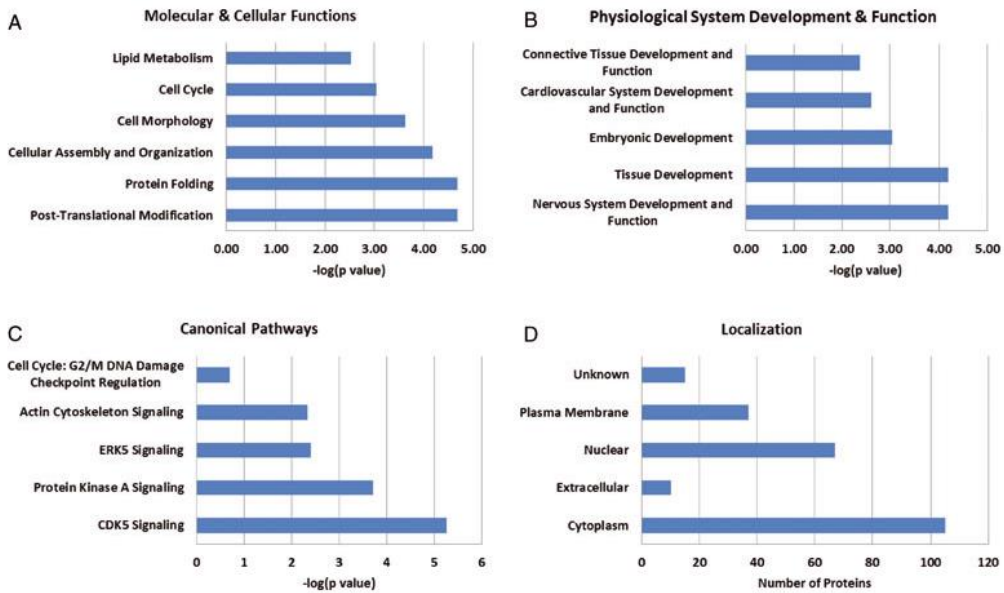 A
Molecular & Cellular Functions
Lipid Metabolism
Cell Cycle
Cell Morphology
Cellular Assembly and Organization
Protein Folding
Post-Translational Modification
0.00 1.00 2.00 3.00 4.00 5.00
-log(p value)
B
Physiological System Development & Function
Connective Tissue Development and
Function
Cardiovascular System Development
and Function
Embryonic Development
Tissue Development
Nervous System Development and
Function
0.00 1.00 2.00 3.00 4.00 5.00
-log(p value)
C
Canonical Pathways
Cell Cycle: G2/M DNA Damage
Checkpoint Regulation
Actin Cytoskeleton Signaling
ERK5 Signaling
Protein Kinase A Signaling
CDK5 Signaling
0 1 2 3 4 5 6
-log(p value)
D
Localization
Unknown
Plasma Membrane
Nuclear
Extracellular
Cytoplasm
0 20 40 60 80 100 120
Number of Proteins